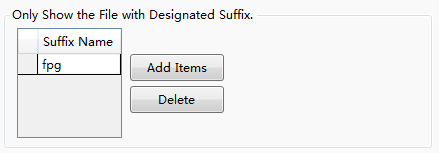 Only Show the File with Designated Suffix.
Suffix Name
fpg
Add Items
Delete